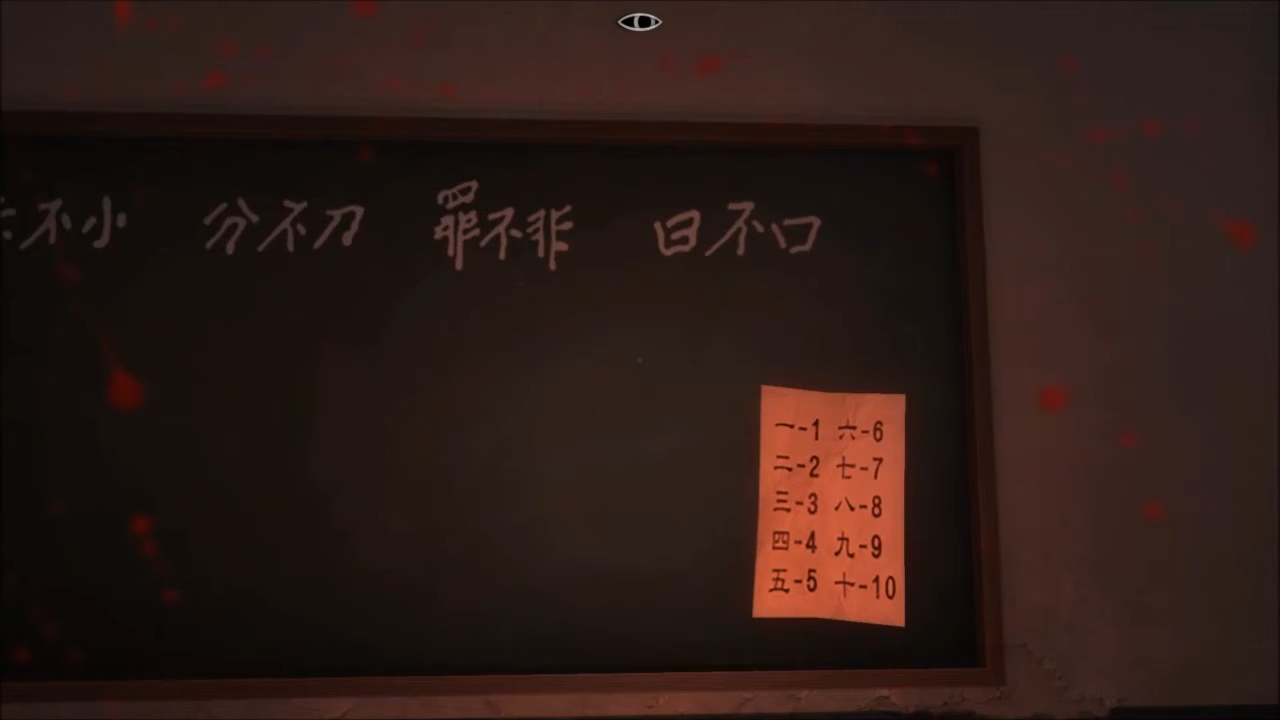 不小 分不刀 罪不非 日不口
一-1 六-6
二-2 七-7
三-3 八-8
四-4 九-9
五-5 十-10